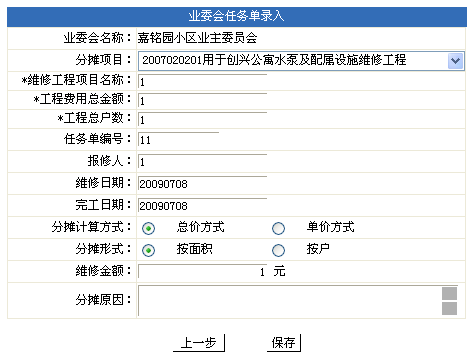 业委会任务单录入
业委会名称： 嘉铭园小区业主委员会
分摊项目： 2007020201用于创兴公寓水泵及配属设施维修工程
*维修工程项目名称： 1
*工程费用总金额： 1
*工程总户数： 1
任务单编号： 11
报修人： 1
维修日期： 20090708
完工日期： 20090708
分摊计算方式： 总价方式 单价方式
分摊形式： 按面积 按户
维修金额： 1 元
分摊原因：
上一步 保存